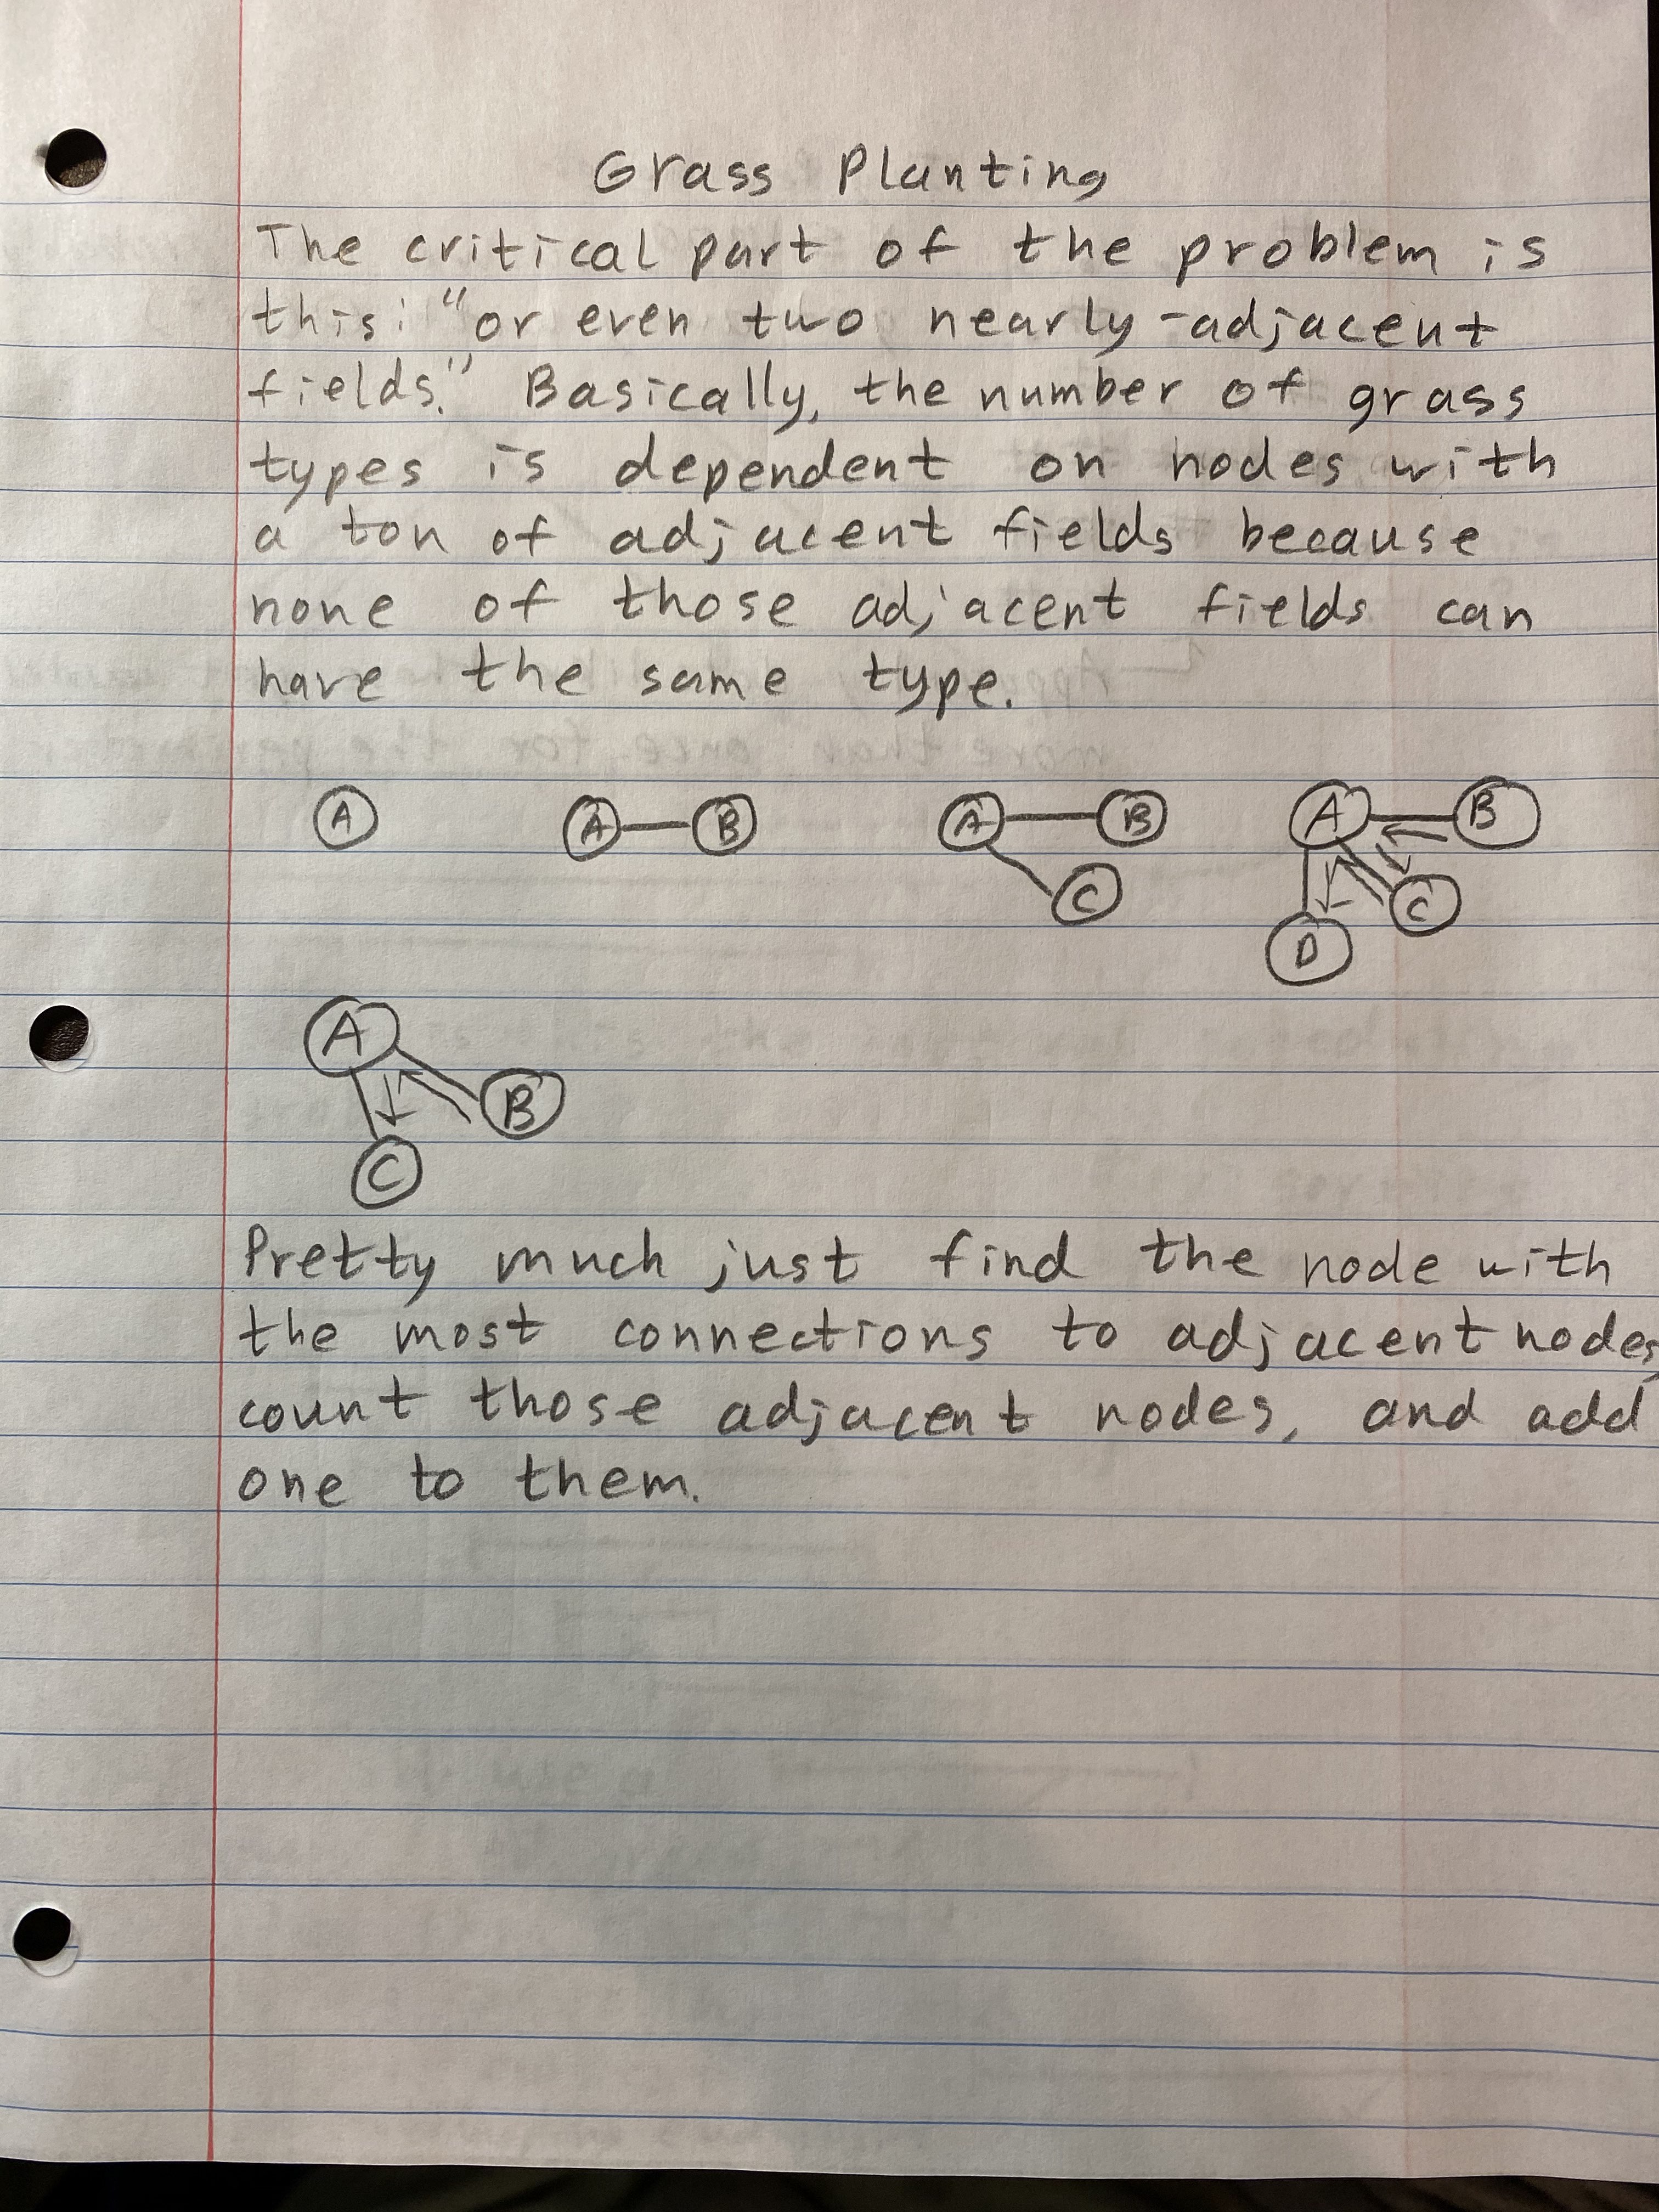 Grass Planting
The critical part of the problem is
this: "or even two nearly-adjacent
fields." Basically, the number of grass
types is dependent on nodes with
a ton of adjacent fields because
none of those adjacent fields can
have the same type.
A A B A B A B
C C
D
A
B
C
Pretty much just find the node with
the most connections to adjacent nodes,
count those adjacent nodes, and add
one to them.